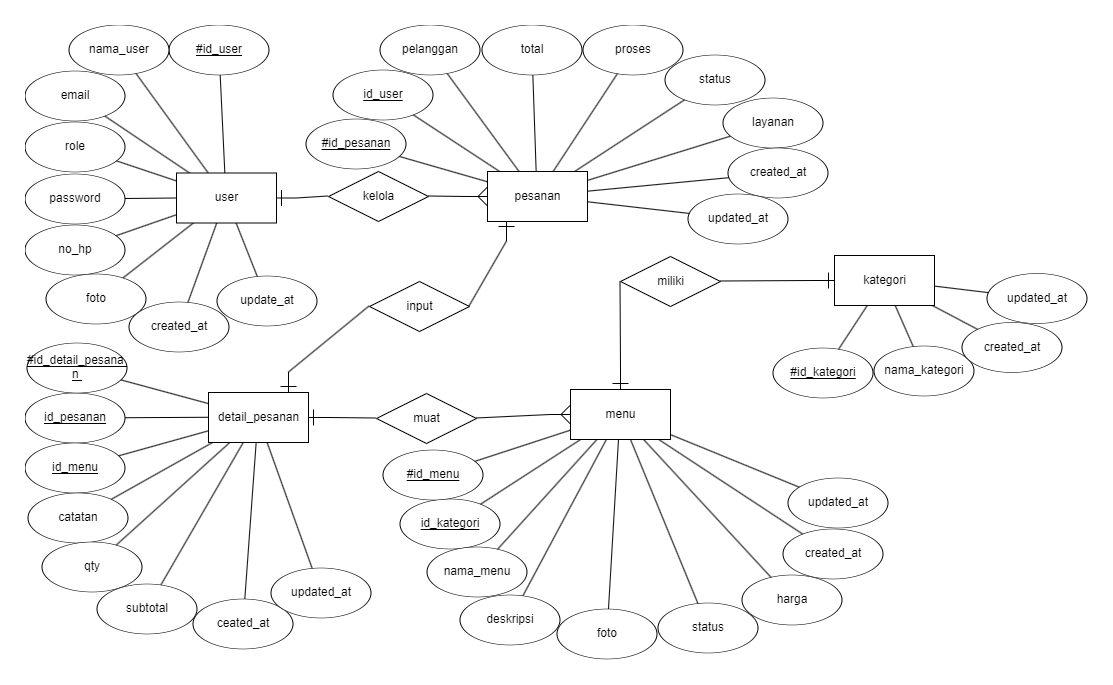 nama_user
#id_user
email
role
password
no_hp
foto
created_at
update_at
user
kelola
pelanggan
total
proses
status
id_user
#id_pesanan
layanan
created_at
updated_at
pesanan
input
miliki
kategori
updated_at
created_at
nama_kategori
#id_kategori
#id_detail_pesana
n
id_pesanan
id_menu
catatan
qty
subtotal
ceated_at
updated_at
detail_pesanan
muat
menu
#id_menu
id_kategori
nama_menu
deskripsi
foto
status
harga
created_at
updated_at